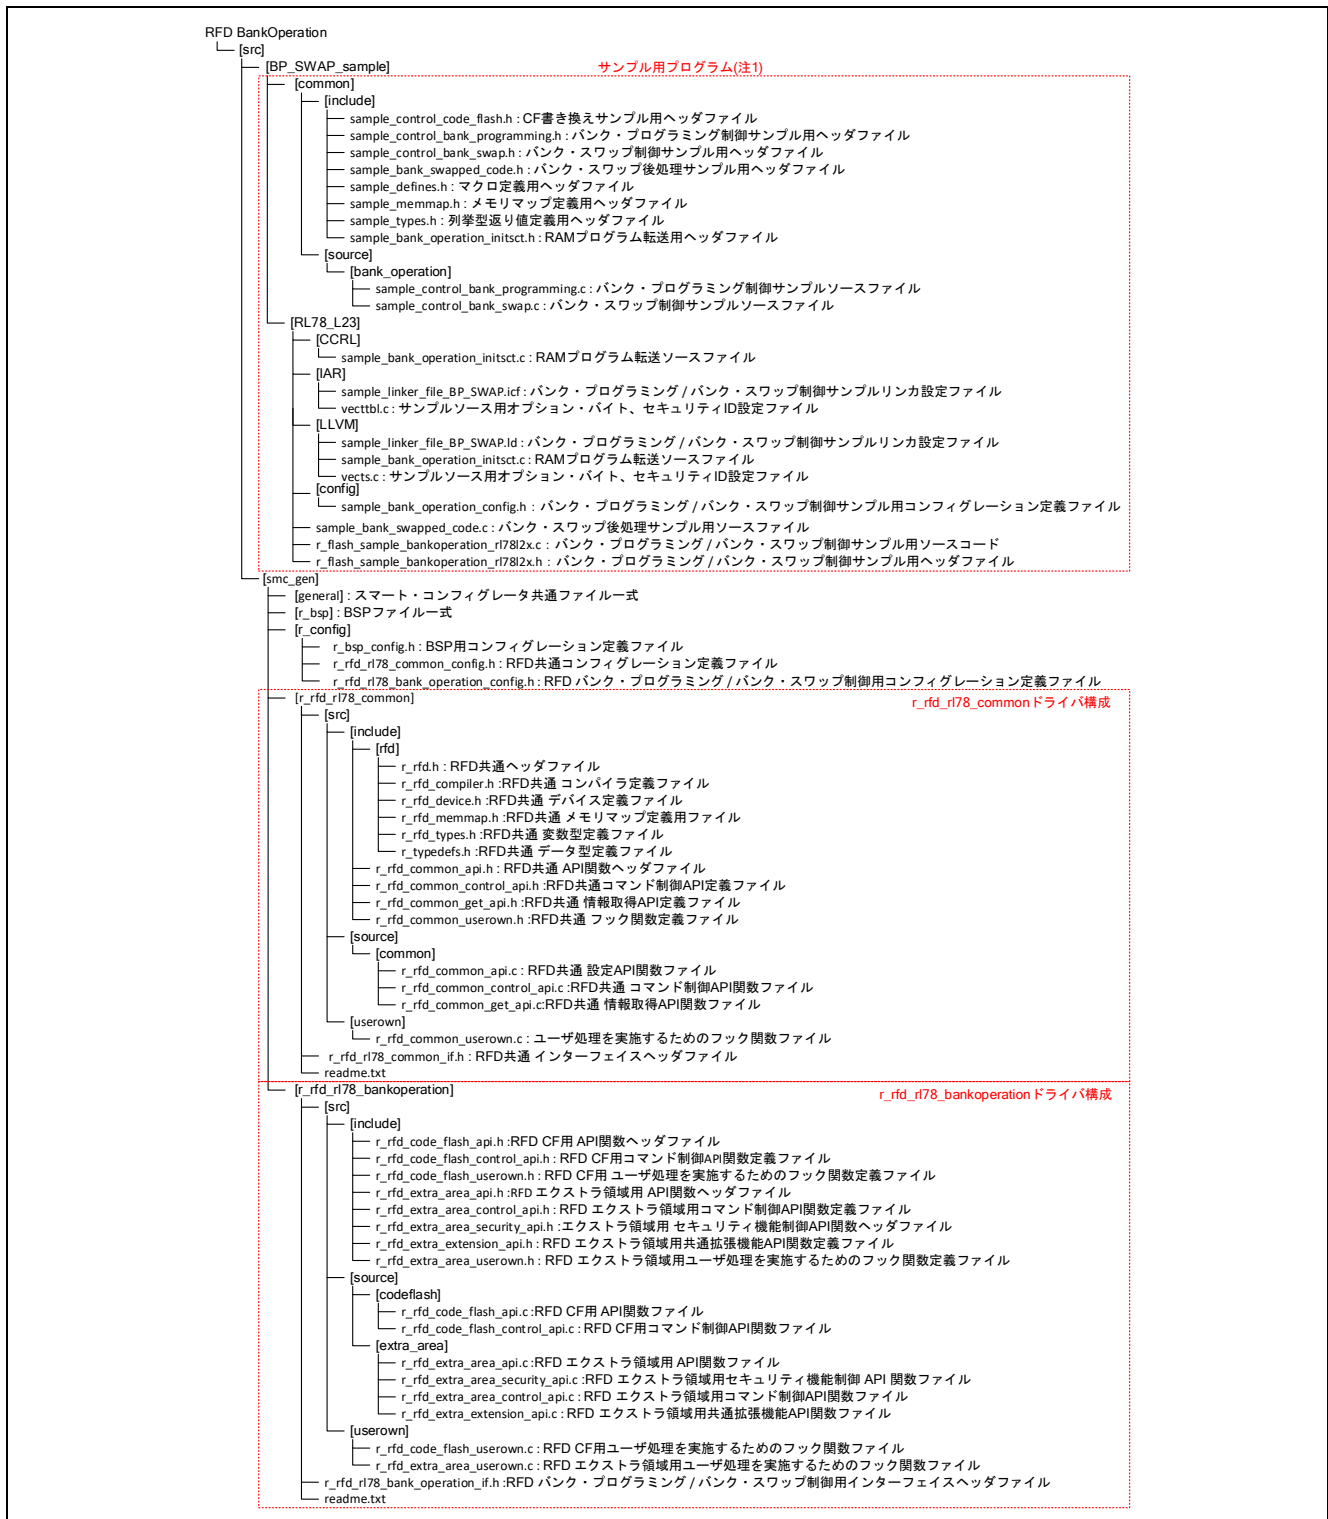 RFD BankOperation
[src]
[BP_SWAP_sample]
サンプル用プログラム(注1)
[common]
[include]
sample_control_code_flash.h : CF書き換えサンプル用ヘッダファイル
sample_control_bank_programming.h : バンク・プログラミング制御サンプル用ヘッダファイル
sample_control_bank_swap.h : バンク・スワップ制御サンプル用ヘッダファイル
sample_bank_swapped_code.h : バンク・スワップ後処理サンプル用ヘッダファイル
sample_defines.h : マクロ定義用ヘッダファイル
sample_memmap.h : メモリマップ定義用ヘッダファイル
sample_types.h : 列挙型返り値定義用ヘッダファイル
sample_bank_operation_initsct.h : RAMプログラム転送用ヘッダファイル
[source]
[bank_operation]
sample_control_bank_programming.c : バンク・プログラミング制御サンプルソースファイル
sample_control_bank_swap.c : バンク・スワップ制御サンプルソースファイル
[RL78_L23]
[CCRL]
sample_bank_operation_initsct.c : RAMプログラム転送ソースファイル
[IAR]
sample_linker_file_BP_SWAP.icf : バンク・プログラミング / バンク・スワップ制御サンプルリンカ設定ファイル
vecttbl.c : サンプルソース用オプション・バイト、セキュリティID設定ファイル
[LLVM]
sample_linker_file_BP_SWAP.ld : バンク・プログラミング / バンク・スワップ制御サンプルリンカ設定ファイル
sample_bank_operation_initsct.c : RAMプログラム転送ソースファイル
vects.c : サンプルソース用オプション・バイト、セキュリティID設定ファイル
[config]
sample_bank_operation_config.h : バンク・プログラミング / バンク・スワップ制御サンプル用コンフィグレーション定義ファイル
sample_bank_swapped_code.c : バンク・スワップ後処理サンプル用ソースファイル
r_flash_sample_bankoperation_rl78l2x.c : バンク・プログラミング / バンク・スワップ制御サンプル用ソースコード
r_flash_sample_bankoperation_rl78l2x.h : バンク・プログラミング / バンク・スワップ制御サンプル用ヘッダファイル
[smc_gen]
[general] : スマート・コンフィグレータ共通ファイル一式
[r_bsp] : BSPファイル一式
[r_config]
r_bsp_config.h : BSP用コンフィグレーション定義ファイル
r_rfd_rl78_common_config.h : RFD共通コンフィグレーション定義ファイル
r_rfd_rl78_bank_operation_config.h : RFD バンク・プログラミング / バンク・スワップ制御用コンフィグレーション定義ファイル
[r_rfd_rl78_common]
r_rfd_rl78_commonドライバ構成
[src]
[include]
[rfd]
r_rfd.h : RFD共通ヘッダファイル
r_rfd_compiler.h :RFD共通 コンパイラ定義ファイル
r_rfd_device.h :RFD共通 デバイス定義ファイル
r_rfd_memmap.h :RFD共通 メモリマップ定義用ファイル
r_rfd_types.h :RFD共通 変数型定義ファイル
r_typedefs.h :RFD共通 データ型定義ファイル
r_rfd_common_api.h : RFD共通 API関数ヘッダファイル
r_rfd_common_control_api.h :RFD共通コマンド制御API定義ファイル
r_rfd_common_get_api.h :RFD共通 情報取得API定義ファイル
r_rfd_common_userown.h :RFD共通 フック関数定義ファイル
[source]
[common]
r_rfd_common_api.c : RFD共通 設定API関数ファイル
r_rfd_common_control_api.c :RFD共通 コマンド制御API関数ファイル
r_rfd_common_get_api.c:RFD共通 情報取得API関数ファイル
[userown]
r_rfd_common_userown.c : ユーザ処理を実施するためのフック関数ファイル
r_rfd_rl78_common_if.h : RFD共通 インターフェイスヘッダファイル
readme.txt
[r_rfd_rl78_bankoperation]
r_rfd_rl78_bankoperationドライバ構成
[src]
[include]
r_rfd_code_flash_api.h :RFD CF用 API関数ヘッダファイル
r_rfd_code_flash_control_api.h : RFD CF用コマンド制御API関数定義ファイル
r_rfd_code_flash_userown.h : RFD CF用 ユーザ処理を実施するためのフック関数定義ファイル
r_rfd_extra_area_api.h :RFD エクストラ領域用 API関数ヘッダファイル
r_rfd_extra_area_control_api.h : RFD エクストラ領域用コマンド制御API関数定義ファイル
r_rfd_extra_area_security_api.h :エクストラ領域用 セキュリティ機能制御API関数ヘッダファイル
r_rfd_extra_extension_api.h : RFD エクストラ領域用共通拡張機能API関数定義ファイル
r_rfd_extra_area_userown.h : RFD エクストラ領域用ユーザ処理を実施するためのフック関数定義ファイル
[source]
[codeflash]
r_rfd_code_flash_api.c :RFD CF用 API関数ファイル
r_rfd_code_flash_control_api.c : RFD CF用コマンド制御API関数ファイル
[extra_area]
r_rfd_extra_area_api.c :RFD エクストラ領域用 API関数ファイル
r_rfd_extra_area_security_api.c : RFD エクストラ領域用セキュリティ機能制御 API 関数ファイル
r_rfd_extra_area_control_api.c : RFD エクストラ領域用コマンド制御API関数ファイル
r_rfd_extra_extension_api.c : RFD エクストラ領域用共通拡張機能API関数ファイル
[userown]
r_rfd_code_flash_userown.c : RFD CF用ユーザ処理を実施するためのフック関数ファイル
r_rfd_extra_area_userown.c : RFD エクストラ領域用ユーザ処理を実施するためのフック関数ファイル
r_rfd_rl78_bank_operation_if.h :RFD バンク・プログラミング / バンク・スワップ制御用インターフェイスヘッダファイル
readme.txt